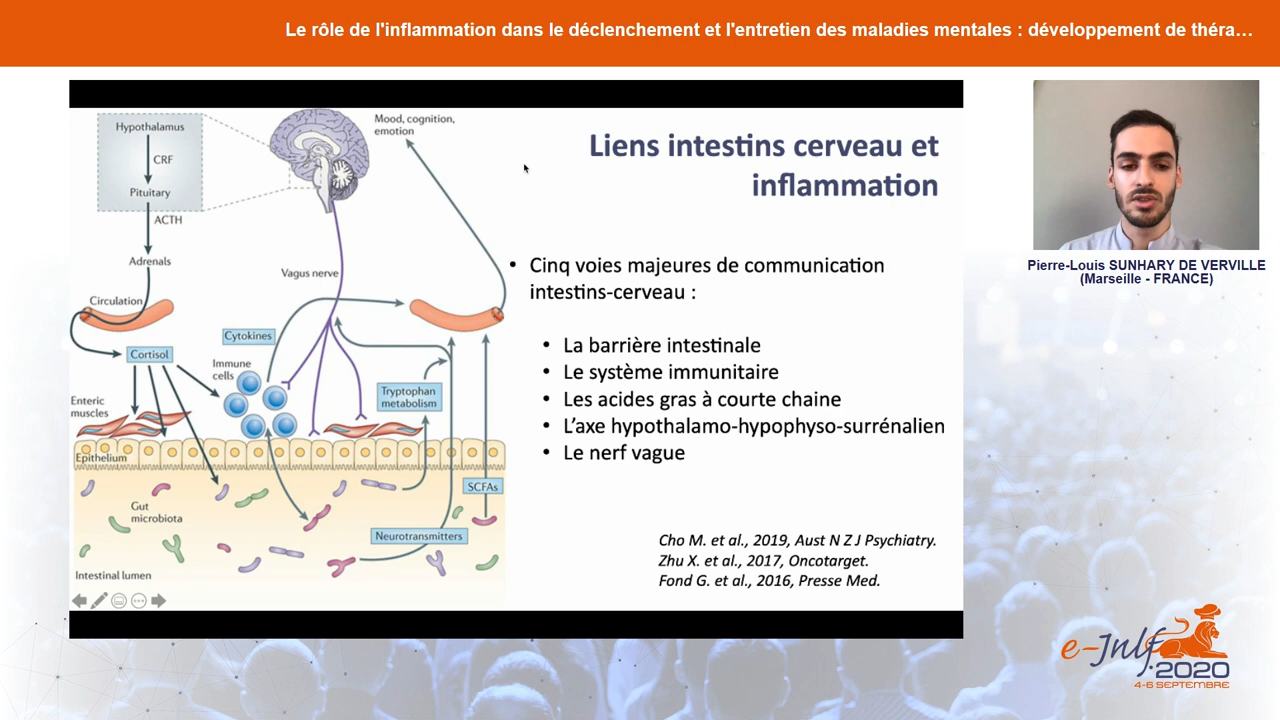 Le rôle de l'inflammation dans le déclenchement et l'entretien des maladies mentales : développement de théra…
Hypothalamus
CRF
Pituitary
ACTH
Adrenals
Circulation
Cortisol
Enteric
muscles
Epithelium
Gut
microbiota
Intestinal lumen
Mood, cognition,
emotion
Vagus nerve
Cytokines
Immune
cells
Tryptophan
metabolism
SCFAs
Neurotransmitters
Liens intestins cerveau et
inflammation
• Cinq voies majeures de communication
intestins-cerveau :
• La barrière intestinale
• Le système immunitaire
• Les acides gras à courte chaine
• L'axe hypothalamo-hypophyso-surrénalien
• Le nerf vague
Cho M. et al., 2019, Aust N Z J Psychiatry.
Zhu X. et al., 2017, Oncotarget.
Fond G. et al., 2016, Presse Med.
Pierre-Louis SUNHARY DE VERVILLE
(Marseille - FRANCE)
e-Jnlf
2020
4-6 SEPTEMBRE